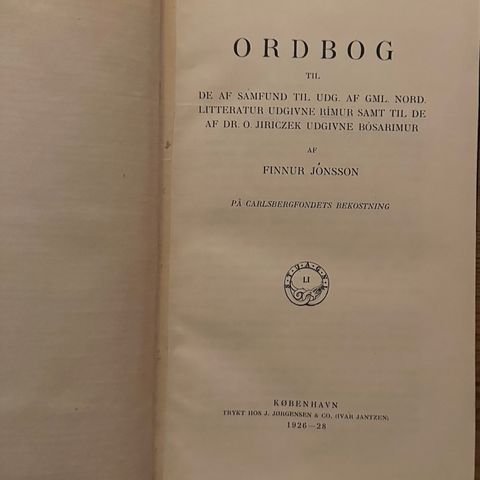 ORDBOG
TIL
DE AF SAMFUND TIL UDG. AF GML. NORD.
LITTERATUR UDGIVNE RÍMUR SAMT TIL DE
AF DR. O. JIRICZEK UDGIVNE BÓSARIMUR
AF
FINNUR JÓNSSON
PÅ CARLSBERGFONDETS BEKOSTNING
S·T·U·A·G·N·L
LI
KØBENHAVN
TRYKT HOS J. JØRGENSEN & CO. (IVAR JANTZEN)
1926—28